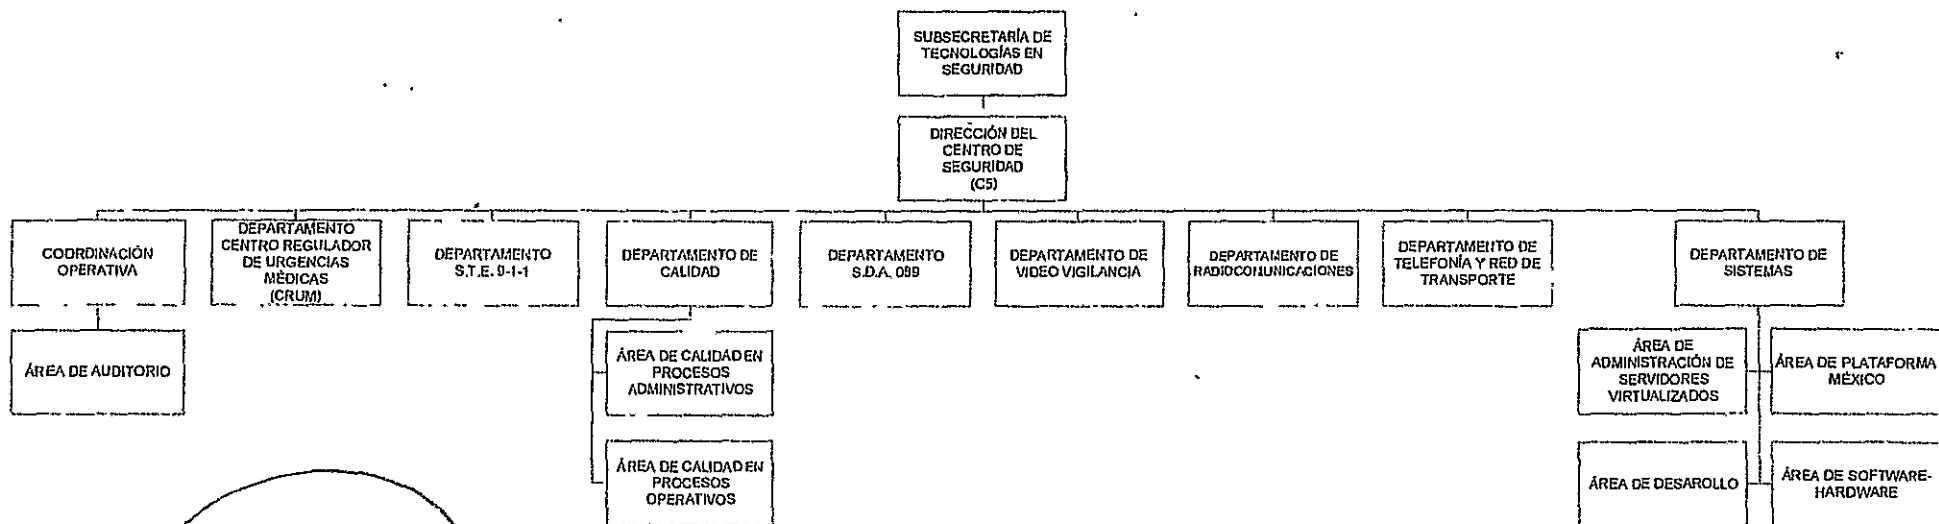 SUBSECRETARÍA DE
TECNOLOGÍAS EN
SEGURIDAD
DIRECCIÓN DEL
CENTRO DE
SEGURIDAD
(C5)
COORDINACIÓN
OPERATIVA
DEPARTAMENTO
CENTRO REGULADOR
DE URGENCIAS
MÉDICAS
(CRUM)
DEPARTAMENTO
S.T.E. 9-1-1
DEPARTAMENTO DE
CALIDAD
DEPARTAMENTO
S.D.A. 089
DEPARTAMENTO DE
VIDEO VIGILANCIA
DEPARTAMENTO DE
RADIOCOMUNICACIONES
DEPARTAMENTO DE
TELEFONÍA Y RED DE
TRANSPORTE
DEPARTAMENTO DE
SISTEMAS
ÁREA DE AUDITORIO
ÁREA DE CALIDAD EN
PROCESOS
ADMINISTRATIVOS
ÁREA DE
ADMINISTRACIÓN DE
SERVIDORES
VIRTUALIZADOS
ÁREA DE PLATAFORMA
MÉXICO
ÁREA DE CALIDAD EN
PROCESOS
OPERATIVOS
ÁREA DE DESAROLLO
ÁREA DE SOFTWARE-
HARDWARE